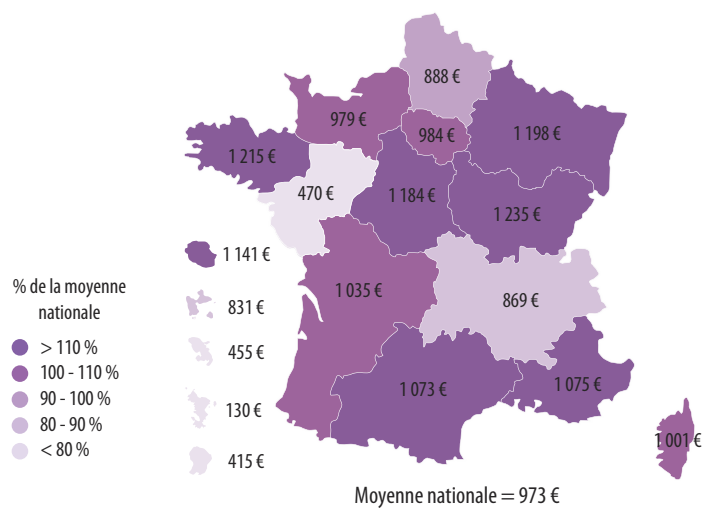 888 €
979 €
984 €
1 198 €
1 215 €
470 €
1 184 €
1 235 €
1 141 €
831 €
1 035 €
869 €
455 €
130 €
415 €
1 073 €
1 075 €
1 001 €
% de la moyenne
nationale
> 110 %
100 - 110 %
90 - 100 %
80 - 90 %
< 80 %
Moyenne nationale = 973 €